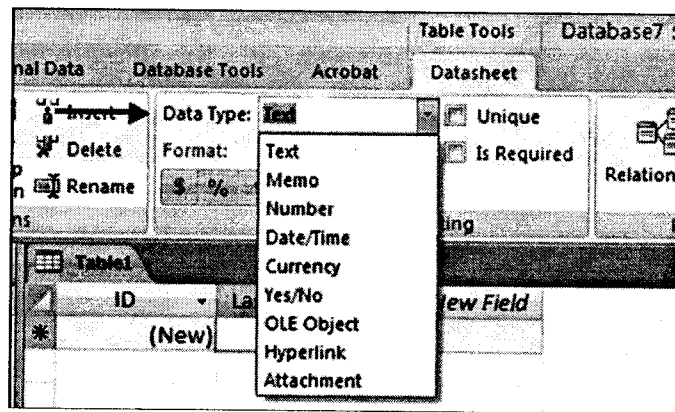 Table Tools Database7 :
nal Data Database Tools Acrobat Datasheet
Insert Data Type: Text Unique
Delete Format: Is Required
Rename $ % Relation
Text
Memo
Number
Date/Time
Currency
Yes/No
OLE Object
Hyperlink
Attachment
ns ing
Table1
ID La New Field
(New)